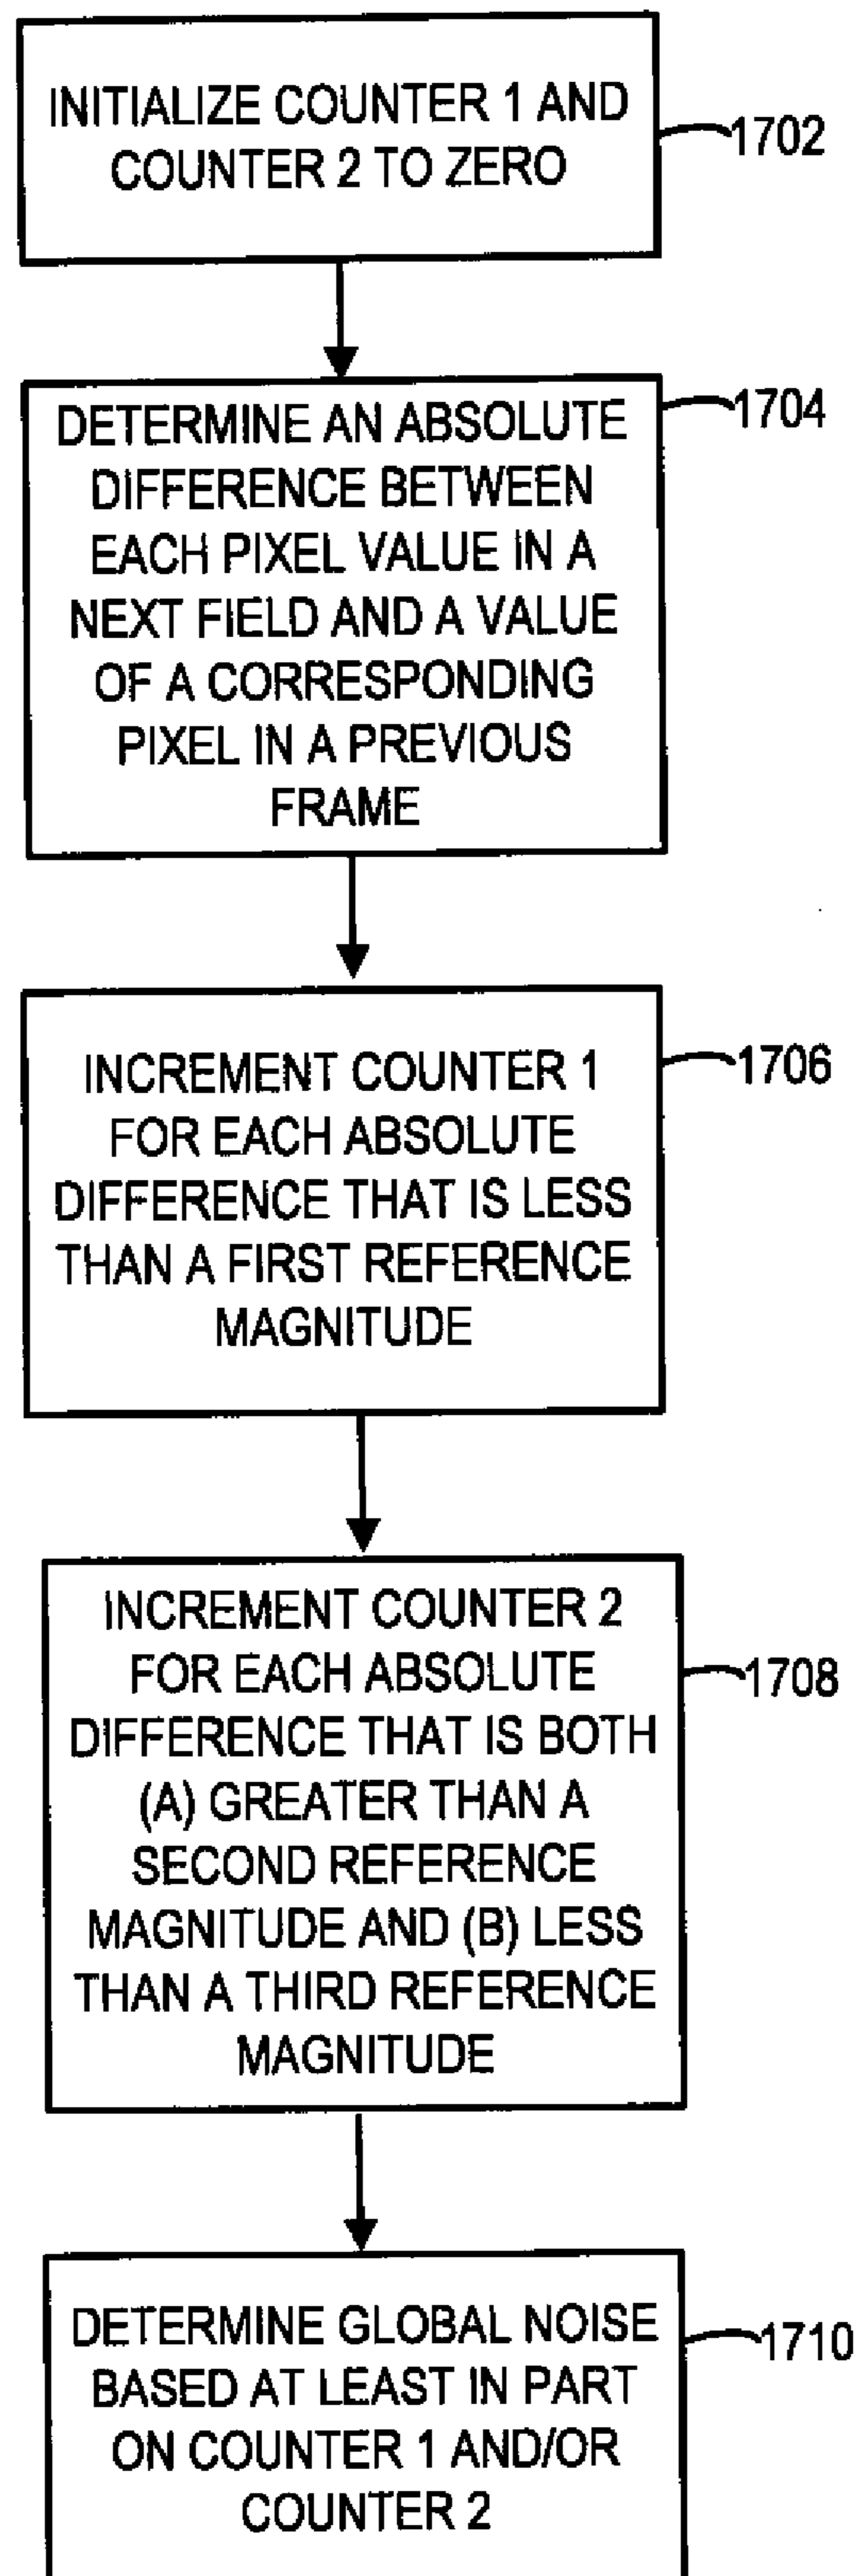 INITIALIZE COUNTER 1 AND
COUNTER 2 TO ZERO
1702
DETERMINE AN ABSOLUTE
DIFFERENCE BETWEEN
EACH PIXEL VALUE IN A
NEXT FIELD AND A VALUE
OF A CORRESPONDING
PIXEL IN A PREVIOUS
FRAME
1704
INCREMENT COUNTER 1
FOR EACH ABSOLUTE
DIFFERENCE THAT IS LESS
THAN A FIRST REFERENCE
MAGNITUDE
1706
INCREMENT COUNTER 2
FOR EACH ABSOLUTE
DIFFERENCE THAT IS BOTH
(A) GREATER THAN A
SECOND REFERENCE
MAGNITUDE AND (B) LESS
THAN A THIRD REFERENCE
MAGNITUDE
1708
DETERMINE GLOBAL NOISE
BASED AT LEAST IN PART
ON COUNTER 1 AND/OR
COUNTER 2
1710